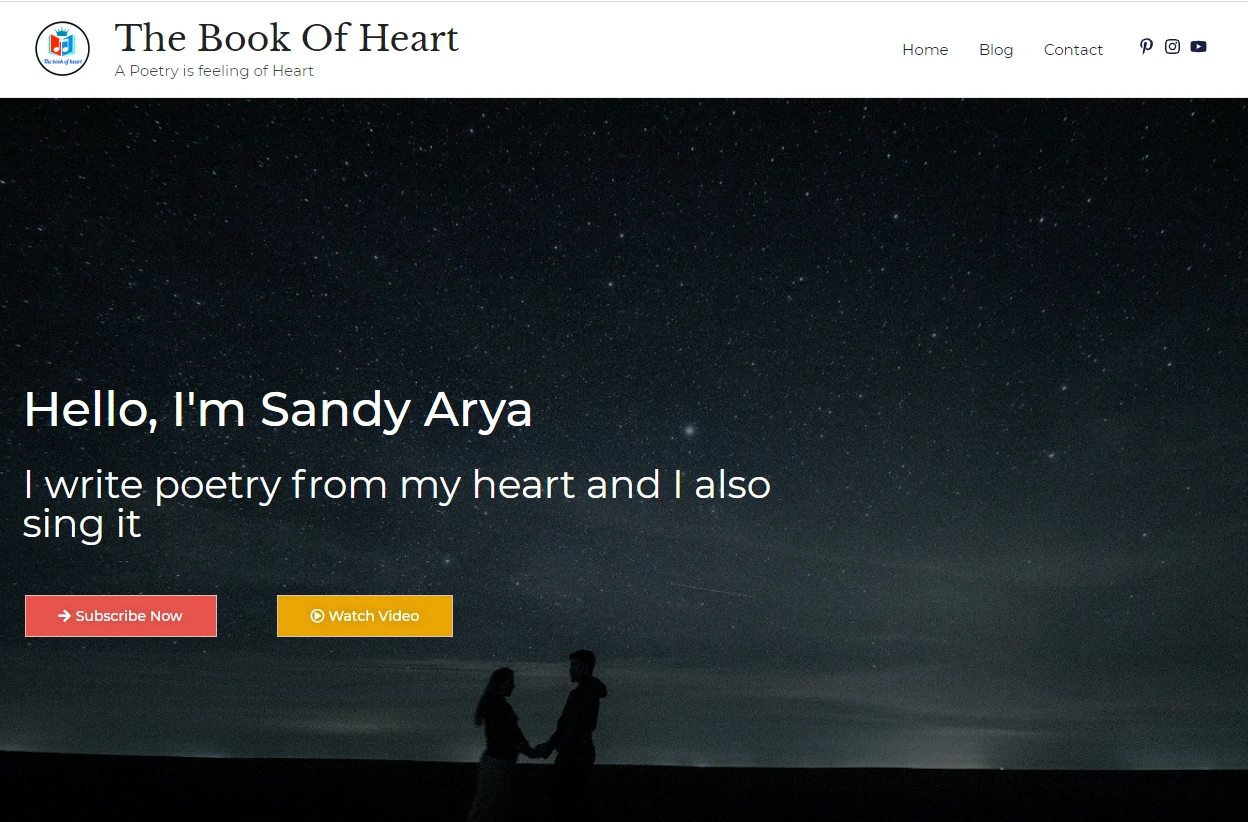 The Book Of Heart
A Poetry is feeling of Heart
The book of heart
Home
Blog
Contact
Hello, I'm Sandy Arya
I write poetry from my heart and I also
sing it
Subscribe Now
Watch Video